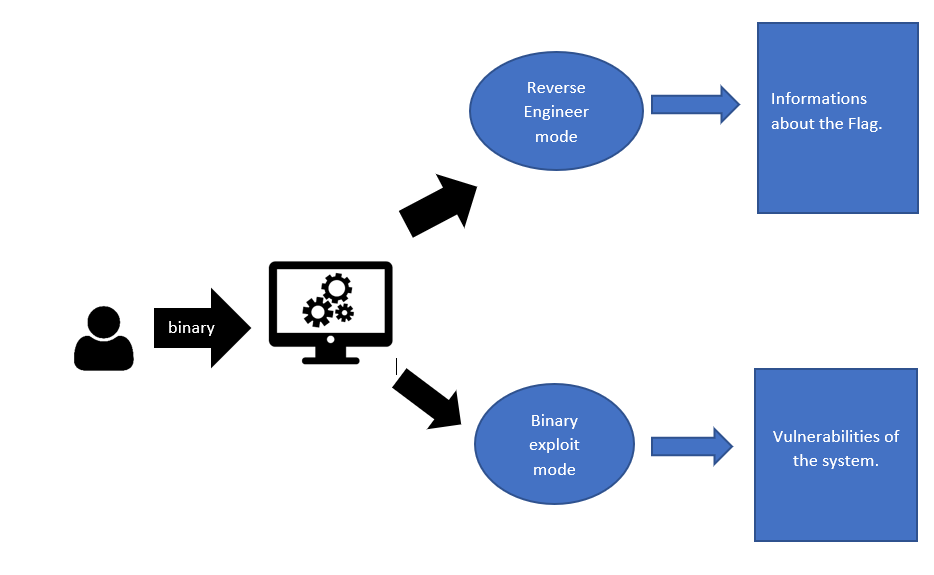 Reverse
Engineer
mode
Informations
about the Flag.
binary
Binary
exploit
mode
Vulnerabilities of
the system.